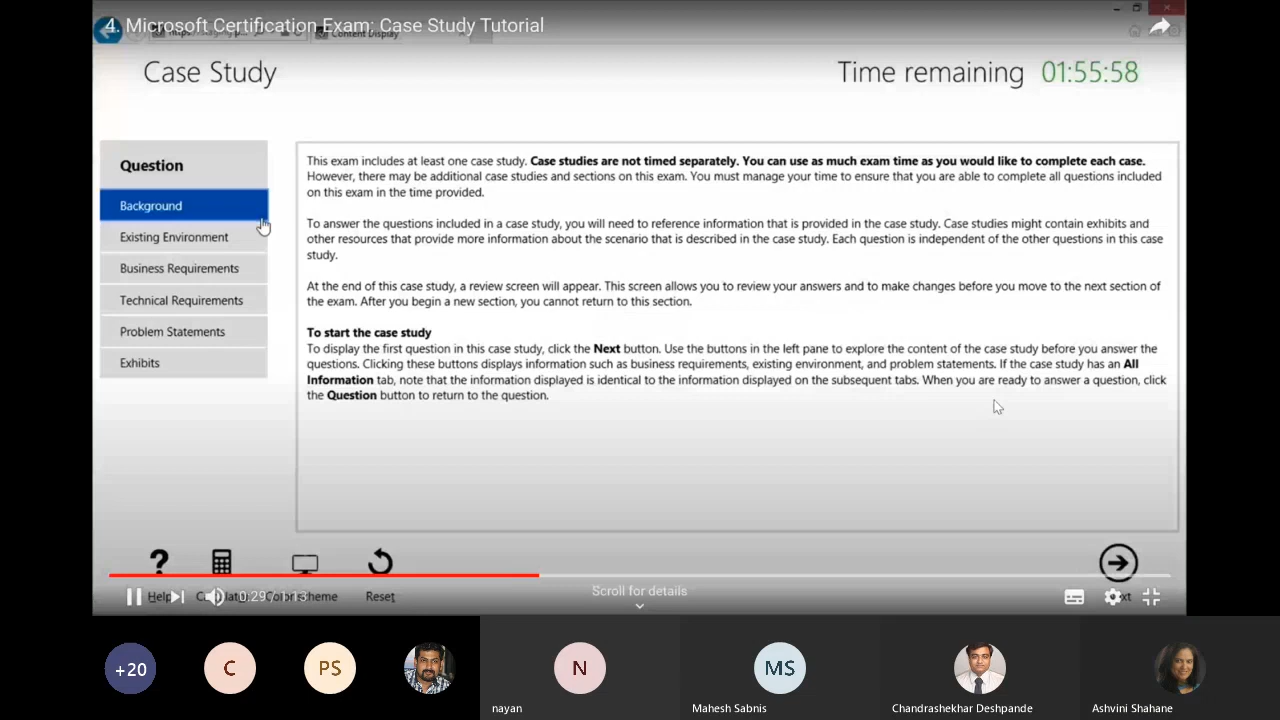 4. Microsoft Certification Exam: Case Study Tutorial
Content Display
Case Study
Time remaining 01:55:58
Question
Background
Existing Environment
Business Requirements
Technical Requirements
Problem Statements
Exhibits
This exam includes at least one case study. Case studies are not timed separately. You can use as much exam time as you would like to complete each case.
However, there may be additional case studies and sections on this exam. You must manage your time to ensure that you are able to complete all questions included
on this exam in the time provided.
To answer the questions included in a case study, you will need to reference information that is provided in the case study. Case studies might contain exhibits and
other resources that provide more information about the scenario that is described in the case study. Each question is independent of the other questions in this case
study.
At the end of this case study, a review screen will appear. This screen allows you to review your answers and to make changes before you move to the next section of
the exam. After you begin a new section, you cannot return to this section.
To start the case study
To display the first question in this case study, click the Next button. Use the buttons in the left pane to explore the content of the case study before you answer the
questions. Clicking these buttons displays information such as business requirements, existing environment, and problem statements. If the case study has an All
Information tab, note that the information displayed is identical to the information displayed on the subsequent tabs. When you are ready to answer a question, click
the Question button to return to the question.
Help
0:29 / 1:13
Reset
Scroll for details
+20
C
PS
N
MS
nayan
Mahesh Sabnis
Chandrashekhar Deshpande
Ashvini Shahane